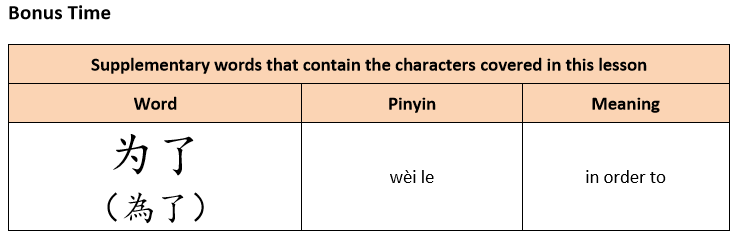 Bonus Time
Supplementary words that contain the characters covered in this lesson
Word Pinyin Meaning
为了
（為了）
wèi le
in order to